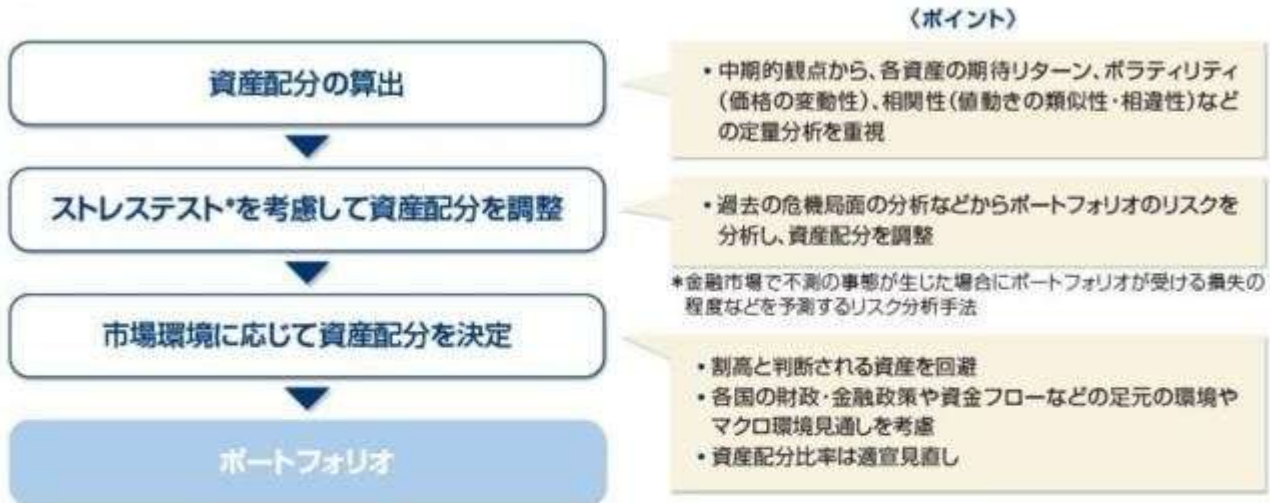 〈ポイント〉
資産配分の算出
・中期的観点から、各資産の期待リターン、ボラティリティ
(価格の変動性)、相関性(値動きの類似性・相違性)など
の定量分析を重視
ストレステスト*を考慮して資産配分を調整
・過去の危機局面の分析などからポートフォリオのリスクを
分析し、資産配分を調整
*金融市場で不測の事態が生じた場合にポートフォリオが受ける損失の
程度などを予測するリスク分析手法
市場環境に応じて資産配分を決定
・割高と判断される資産を回避
・各国の財政・金融政策や資金フローなどの足元の環境や
マクロ環境見通しを考慮
・資産配分比率は適宜見直し
ポートフォリオ